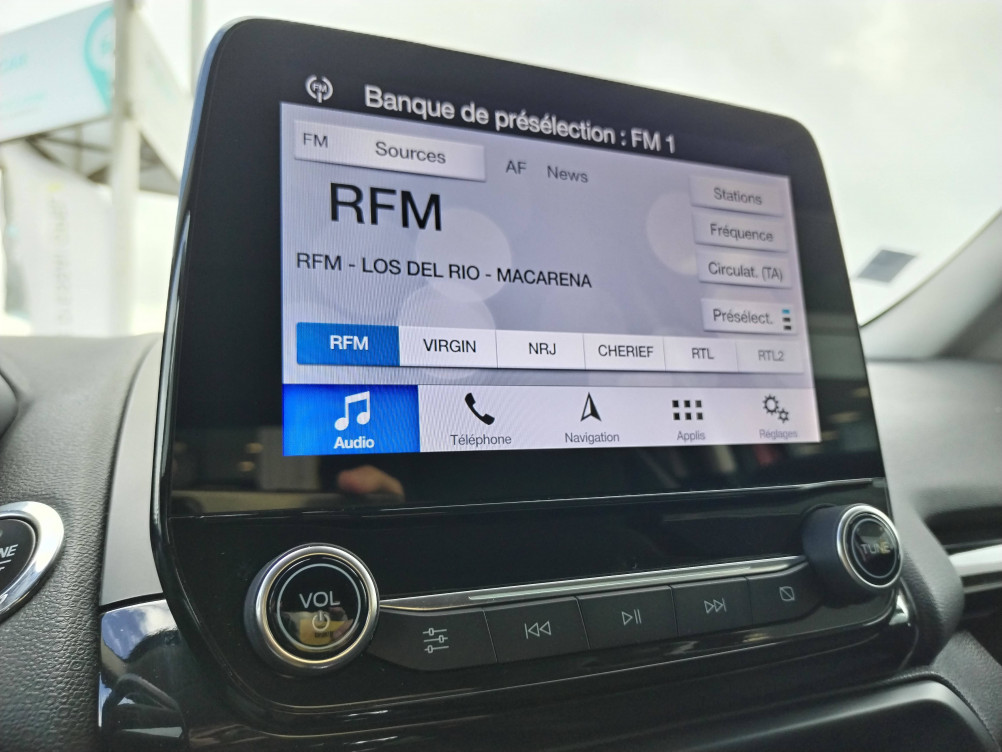 FM
Banque de présélection : FM 1
FM Sources AF News
RFM
RFM - LOS DEL RIO - MACARENA
Stations
Fréquence
Circulat. (TA)
Présélect.
RFM VIRGIN NRJ CHERIEF RTL RTL2
Audio Téléphone Navigation Applis Réglages
VOL
TUNE